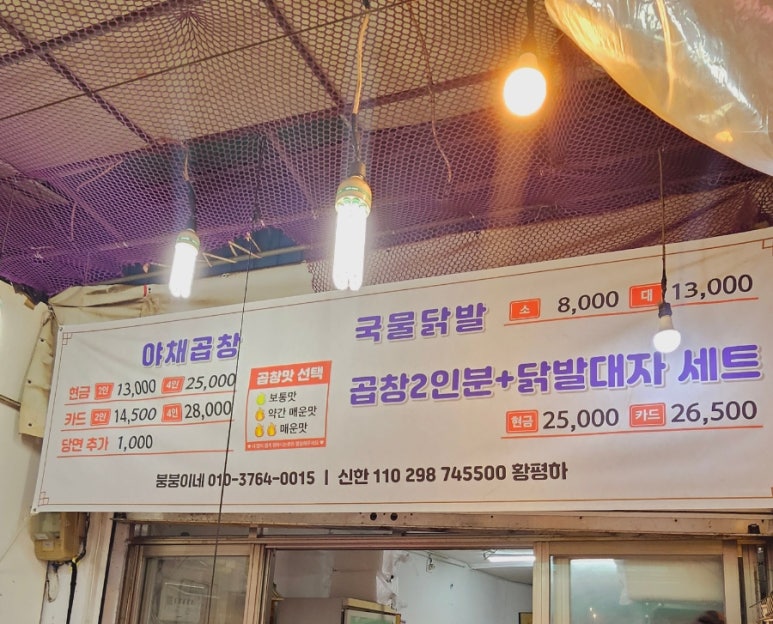 야채곱창
현금 2인 13,000 4인 25,000
카드 2인 14,500 4인 28,000
당면 추가 1,000
곱창맛 선택
보통맛
약간 매운맛
매운맛
국물닭발 소 8,000 대 13,000
곱창2인분+닭발대자 세트
현금 25,000 카드 26,500
붕붕이네 010-3764-0015 | 신한 110 298 745500 황평하